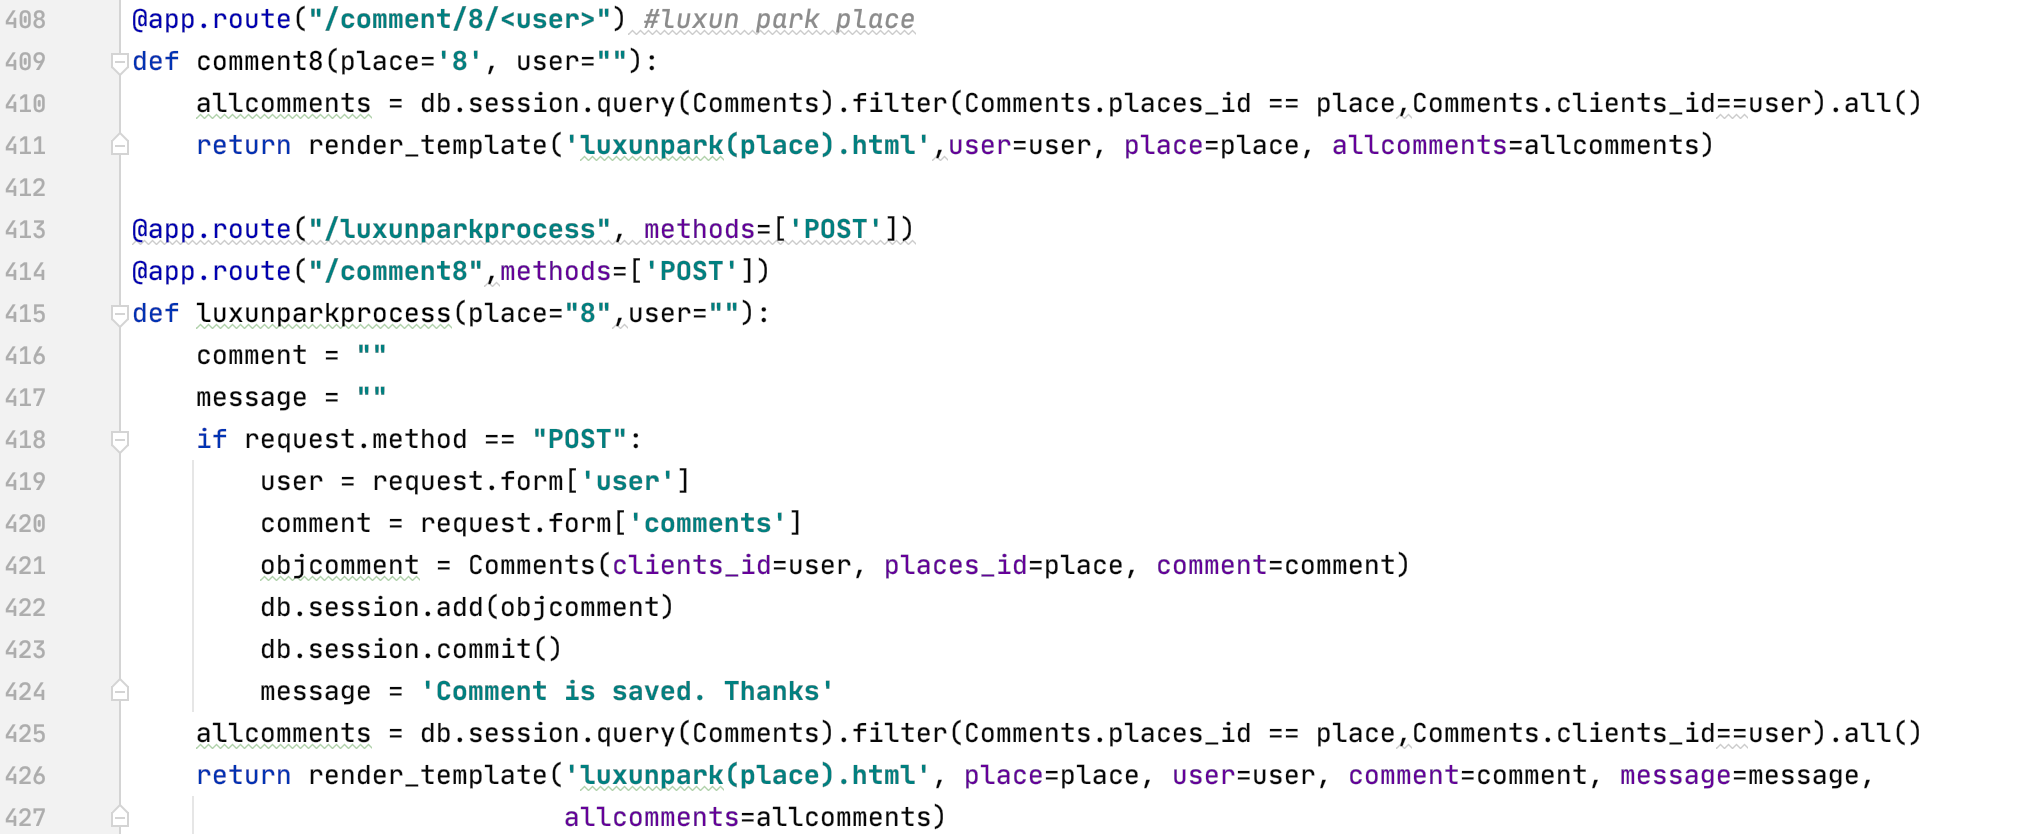 408 @app.route("/comment/8/<user>") #luxun park place
409 def comment8(place='8', user=""):
410     allcomments = db.session.query(Comments).filter(Comments.places_id == place,Comments.clients_id==user).all()
411     return render_template('luxunpark(place).html',user=user, place=place, allcomments=allcomments)
412
413 @app.route("/luxunparkprocess", methods=['POST'])
414 @app.route("/comment8",methods=['POST'])
415 def luxunparkprocess(place="8",user=""):
416     comment = ""
417     message = ""
418     if request.method == "POST":
419         user = request.form['user']
420         comment = request.form['comments']
421         objcomment = Comments(clients_id=user, places_id=place, comment=comment)
422         db.session.add(objcomment)
423         db.session.commit()
424         message = 'Comment is saved. Thanks'
425     allcomments = db.session.query(Comments).filter(Comments.places_id == place,Comments.clients_id==user).all()
426     return render_template('luxunpark(place).html', place=place, user=user, comment=comment, message=message,
427                            allcomments=allcomments)